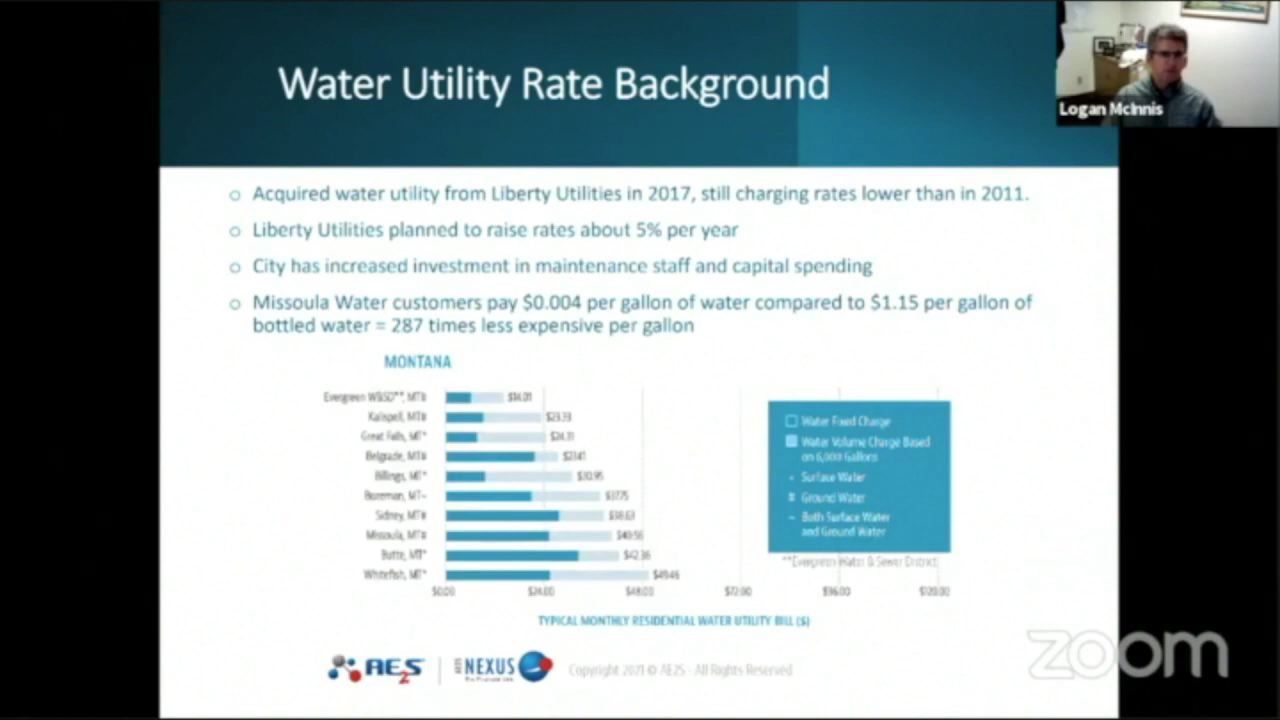 Water Utility Rate Background
Logan McInnis
o Acquired water utility from Liberty Utilities in 2017, still charging rates lower than in 2011.
o Liberty Utilities planned to raise rates about 5% per year
o City has increased investment in maintenance staff and capital spending
o Missoula Water customers pay $0.004 per gallon of water compared to $1.15 per gallon of
bottled water = 287 times less expensive per gallon
MONTANA
Evergreen W&SD**, MT
$14.01
Kalispell, MT
$23.33
Great Falls, MT*
Belgrade, MT
Billings, MT*
$30.95
Bozeman, MT~
$37.75
Sidney, MT
$38.63
Missoula, MT
$40.56
Butte, MT*
$42.36
Whitefish, MT*
$49.46
Water Fixed Charge
Water Volume Charge Based
on 6,000 Gallons
Surface Water
Ground Water
~ Both Surface Water
and Ground Water
**Evergreen Water & Sewer District
$0.00 $24.00 $48.00 $72.00 $96.00 $120.00
TYPICAL MONTHLY RESIDENTIAL WATER UTILITY BILL ($)
AE2S
NEXUS
Copyright 2021 © AE2S - All Rights Reserved
zoom